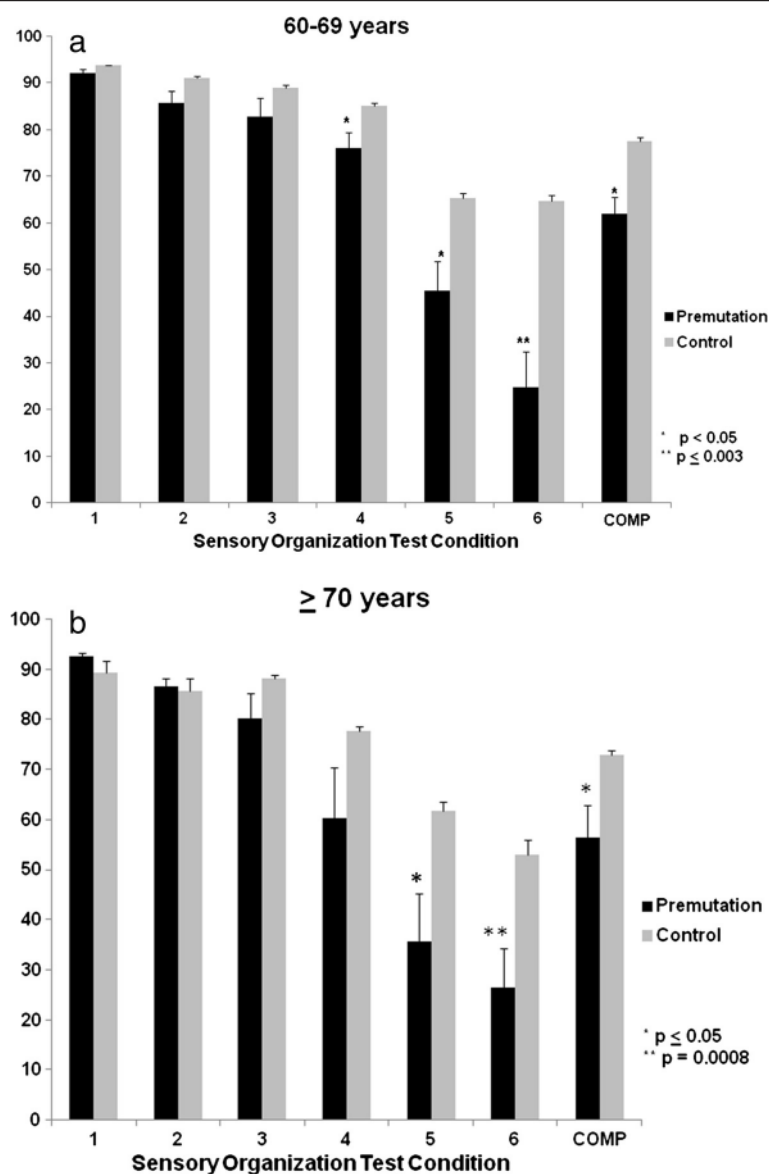 60-69 years
a
100
90
80
70
60
50
40
30
20
10
0
1 2 3 4 5 6 COMP
Sensory Organization Test Condition
* * ** *
Premutation
Control
* p < 0.05
** p ≤ 0.003
≥ 70 years
b
100
90
80
70
60
50
40
30
20
10
0
1 2 3 4 5 6 COMP
Sensory Organization Test Condition
* ** *
Premutation
Control
* p ≤ 0.05
** p = 0.0008